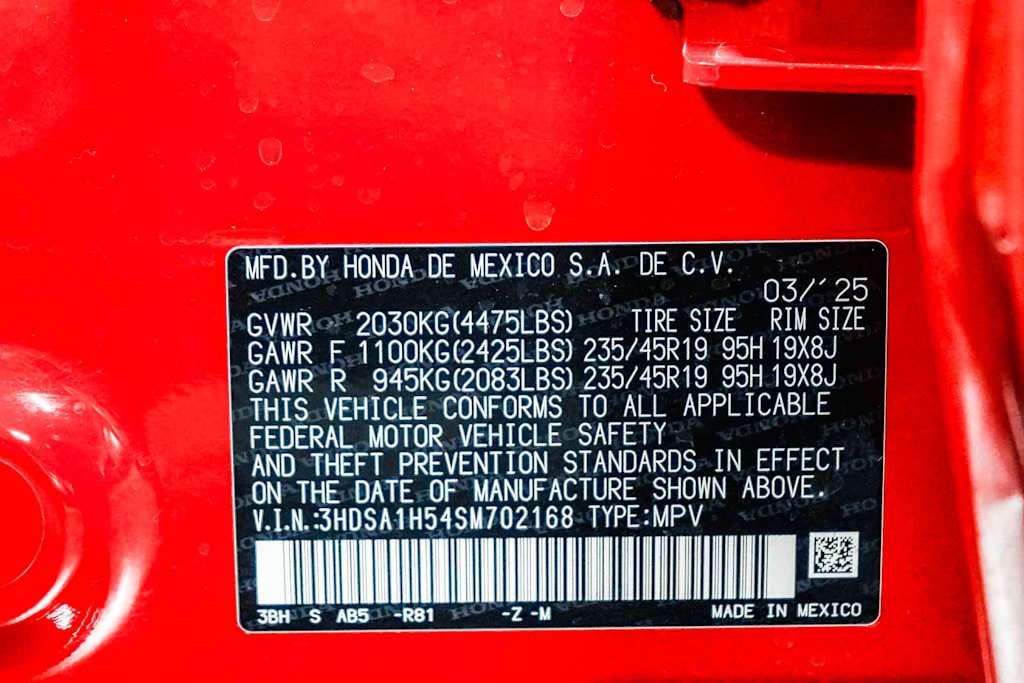 MFD.BY HONDA DE MEXICO S.A. DE C.V.
03/´25
GVWR 2030KG(4475LBS) TIRE SIZE RIM SIZE
GAWR F 1100KG(2425LBS) 235/45R19 95H 19X8J
GAWR R 945KG(2083LBS) 235/45R19 95H 19X8J
THIS VEHICLE CONFORMS TO ALL APPLICABLE
FEDERAL MOTOR VEHICLE SAFETY
AND THEFT PREVENTION STANDARDS IN EFFECT
ON THE DATE OF MANUFACTURE SHOWN ABOVE.
V.I.N.:3HDSA1H54SM702168 TYPE:MPV
3BH S AB5 -R81 -Z -M MADE IN MEXICO